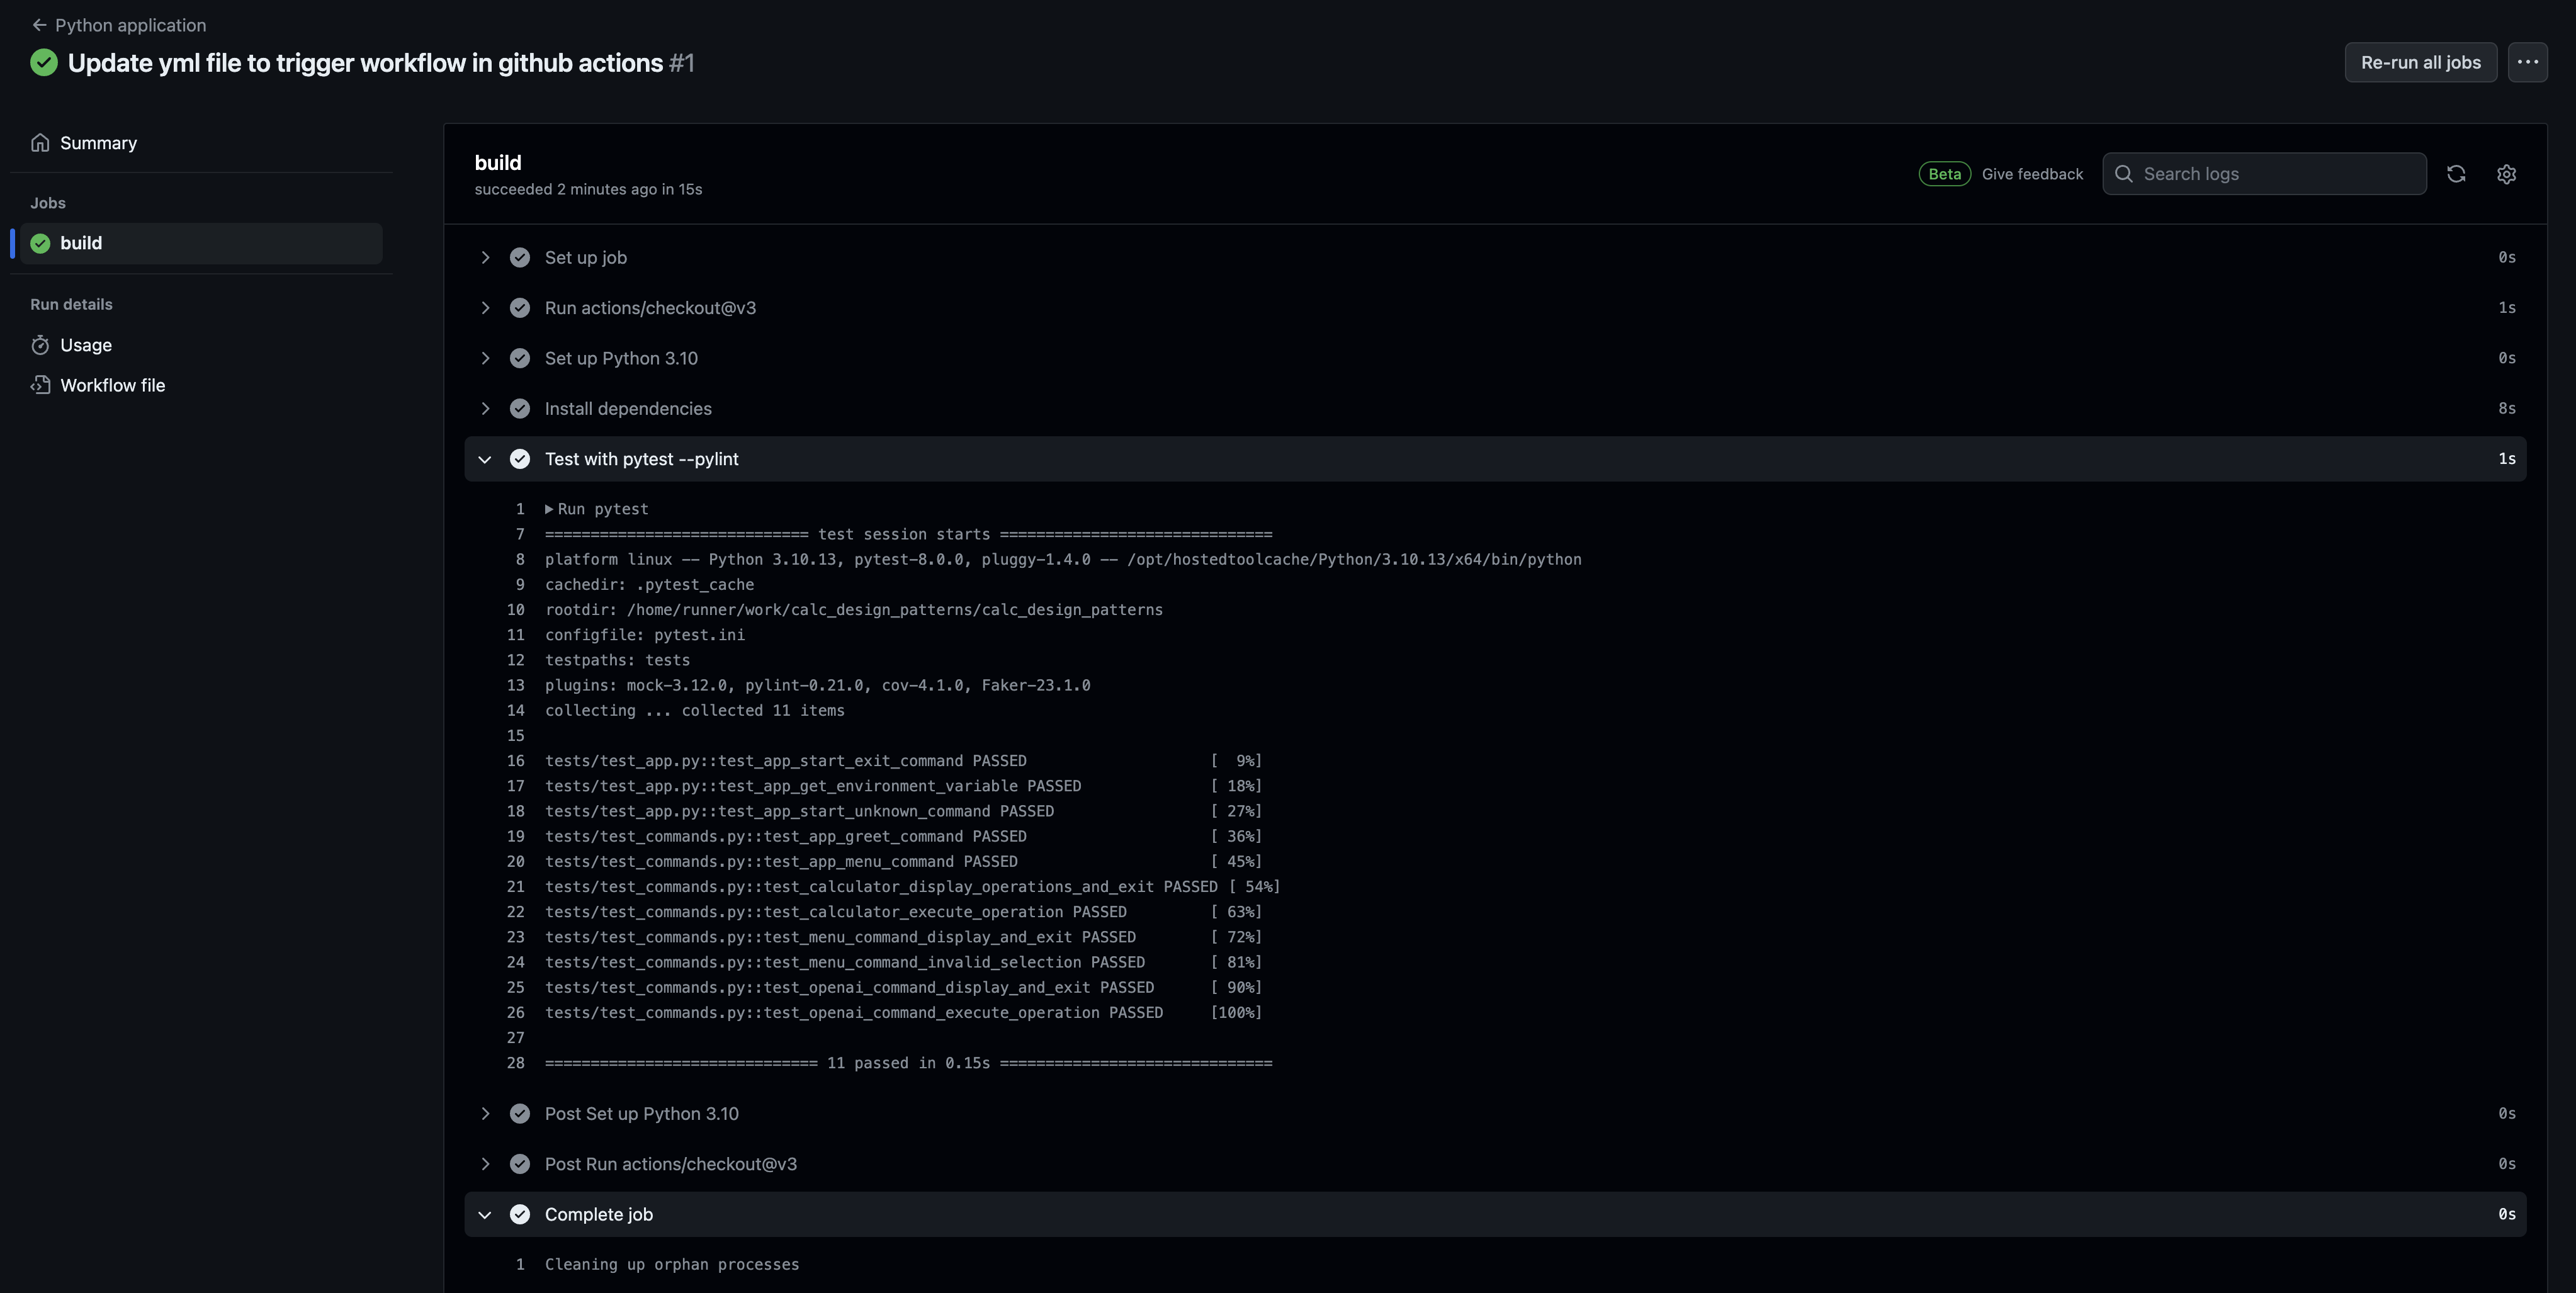 ← Python application
Update yml file to trigger workflow in github actions #1
Re-run all jobs
Summary
Jobs
build
Run details
Usage
Workflow file
build
succeeded 2 minutes ago in 15s
Beta Give feedback
Search logs
Set up job 0s
Run actions/checkout@v3 1s
Set up Python 3.10 0s
Install dependencies 8s
Test with pytest --pylint 1s
1 ▶ Run pytest
7 ============================= test session starts ==============================
8 platform linux -- Python 3.10.13, pytest-8.0.0, pluggy-1.4.0 -- /opt/hostedtoolcache/Python/3.10.13/x64/bin/python
9 cachedir: .pytest_cache
10 rootdir: /home/runner/work/calc_design_patterns/calc_design_patterns
11 configfile: pytest.ini
12 testpaths: tests
13 plugins: mock-3.12.0, pylint-0.21.0, cov-4.1.0, Faker-23.1.0
14 collecting ... collected 11 items
15
16 tests/test_app.py::test_app_start_exit_command PASSED [  9%]
17 tests/test_app.py::test_app_get_environment_variable PASSED [ 18%]
18 tests/test_app.py::test_app_start_unknown_command PASSED [ 27%]
19 tests/test_commands.py::test_app_greet_command PASSED [ 36%]
20 tests/test_commands.py::test_app_menu_command PASSED [ 45%]
21 tests/test_commands.py::test_calculator_display_operations_and_exit PASSED [ 54%]
22 tests/test_commands.py::test_calculator_execute_operation PASSED [ 63%]
23 tests/test_commands.py::test_menu_command_display_and_exit PASSED [ 72%]
24 tests/test_commands.py::test_menu_command_invalid_selection PASSED [ 81%]
25 tests/test_commands.py::test_openai_command_display_and_exit PASSED [ 90%]
26 tests/test_commands.py::test_openai_command_execute_operation PASSED [100%]
27
28 ============================== 11 passed in 0.15s ==============================
Post Set up Python 3.10 0s
Post Run actions/checkout@v3 0s
Complete job 0s
1 Cleaning up orphan processes